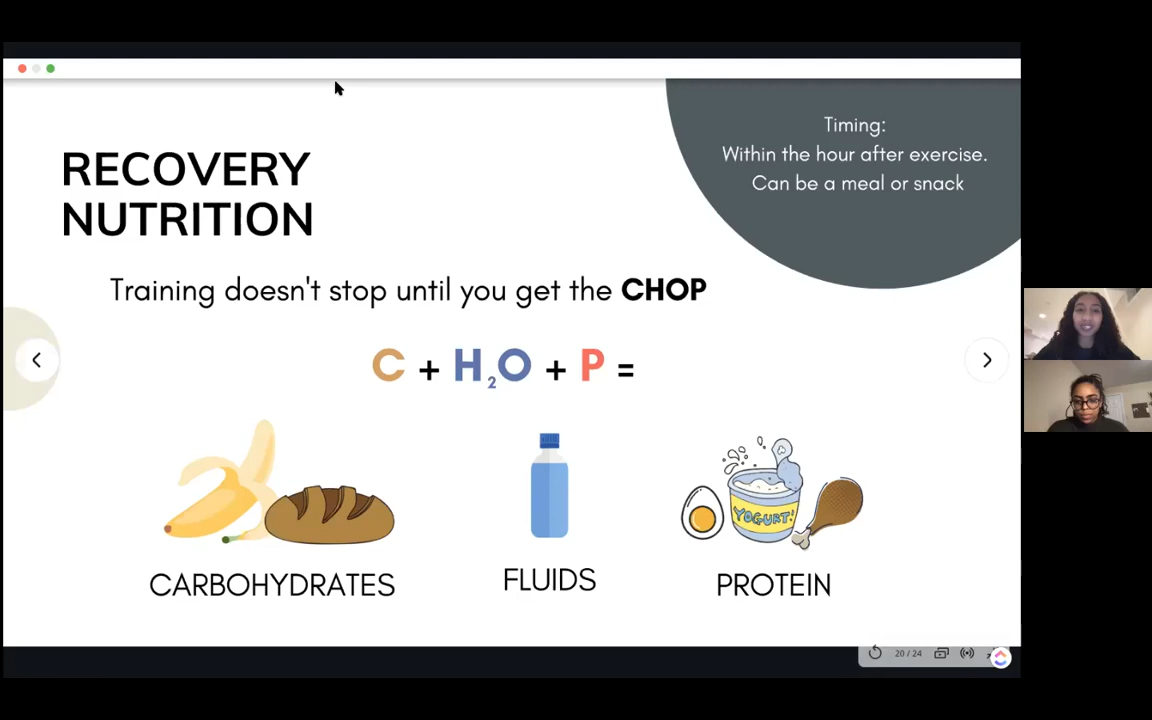 Timing:
Within the hour after exercise.
Can be a meal or snack
RECOVERY
NUTRITION
Training doesn't stop until you get the CHOP
C + H₂O + P =
YOGURT!
CARBOHYDRATES
FLUIDS
PROTEIN
20 / 24